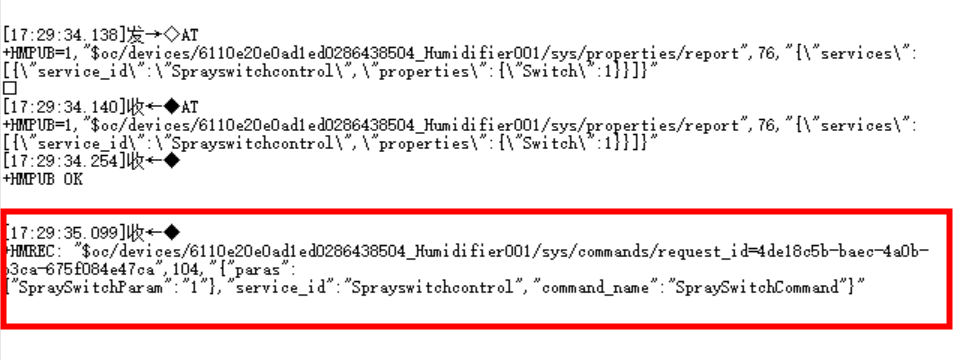 [17:29:34.138]发→◇AT
+HMPUB=1,"$oc/devices/6110e20e0ad1ed0286438504_Humidifier001/sys/properties/report",76,"{\"services\":
[{\"service_id\":\"Sprayswitchcontrol\",\"properties\":{\"Switch\":1}}]}"
□
[17:29:34.140]收←◆AT
+HMPUB=1,"$oc/devices/6110e20e0ad1ed0286438504_Humidifier001/sys/properties/report",76,"{\"services\":
[{\"service_id\":\"Sprayswitchcontrol\",\"properties\":{\"Switch\":1}}]}"
[17:29:34.254]收←◆
+HMPUB OK
[17:29:35.099]收←◆
+HMREC: "$oc/devices/6110e20e0ad1ed0286438504_Humidifier001/sys/commands/request_id=4de18c5b-baec-4a0b-
b3ca-675f084e47ca",104,"{"paras":
{"SpraySwitchParam":"1"},"service_id":"Sprayswitchcontrol","command_name":"SpraySwitchCommand"}"